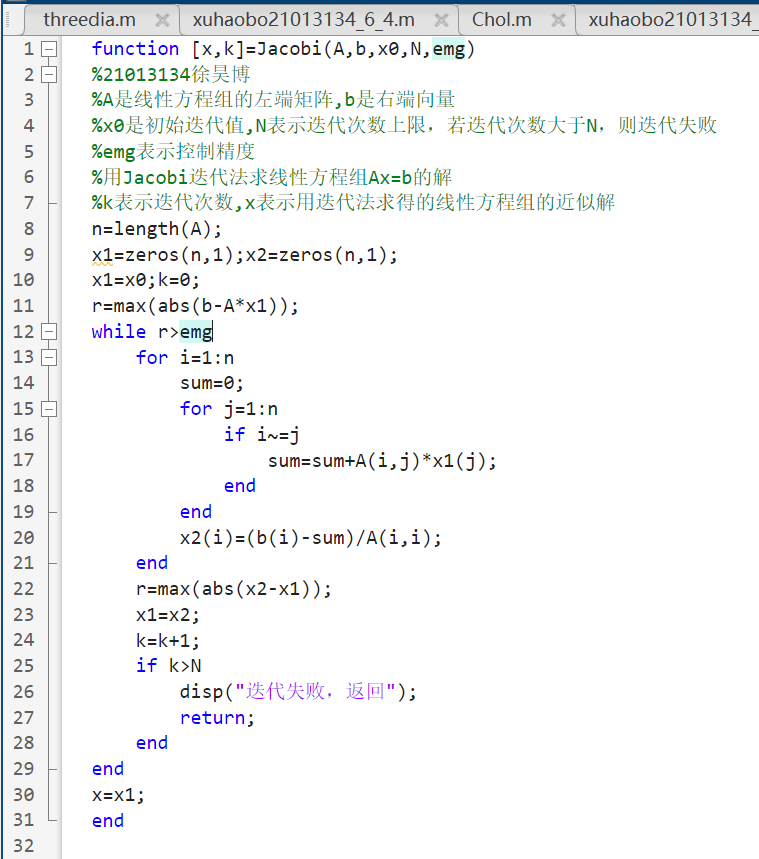 threedia.m xuhaobo21013134_6_4.m Chol.m xuhaobo21013134_
1 function [x,k]=Jacobi(A,b,x0,N,emg)
2 %21013134徐昊博
3 %A是线性方程组的左端矩阵,b是右端向量
4 %x0是初始迭代值,N表示迭代次数上限，若迭代次数大于N，则迭代失败
5 %emg表示控制精度
6 %用Jacobi迭代法求线性方程组Ax=b的解
7 %k表示迭代次数,x表示用迭代法求得的线性方程组的近似解
8 n=length(A);
9 x1=zeros(n,1);x2=zeros(n,1);
10 x1=x0;k=0;
11 r=max(abs(b-A*x1));
12 while r>emg
13 for i=1:n
14 sum=0;
15 for j=1:n
16 if i~=j
17 sum=sum+A(i,j)*x1(j);
18 end
19 end
20 x2(i)=(b(i)-sum)/A(i,i);
21 end
22 r=max(abs(x2-x1));
23 x1=x2;
24 k=k+1;
25 if k>N
26 disp("迭代失败，返回");
27 return;
28 end
29 end
30 x=x1;
31 end
32